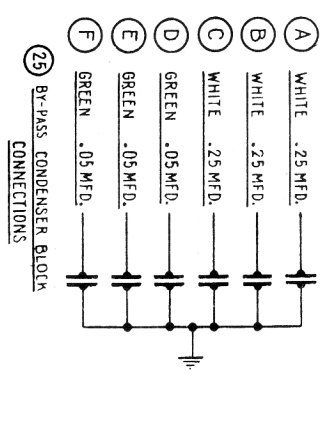 A WHITE .25 MFD.
B WHITE .25 MFD.
C WHITE .25 MFD.
D GREEN .05 MFD.
E GREEN .05 MFD.
F GREEN .05 MFD.
25 BY-PASS CONDENSER BLOCK
CONNECTIONS